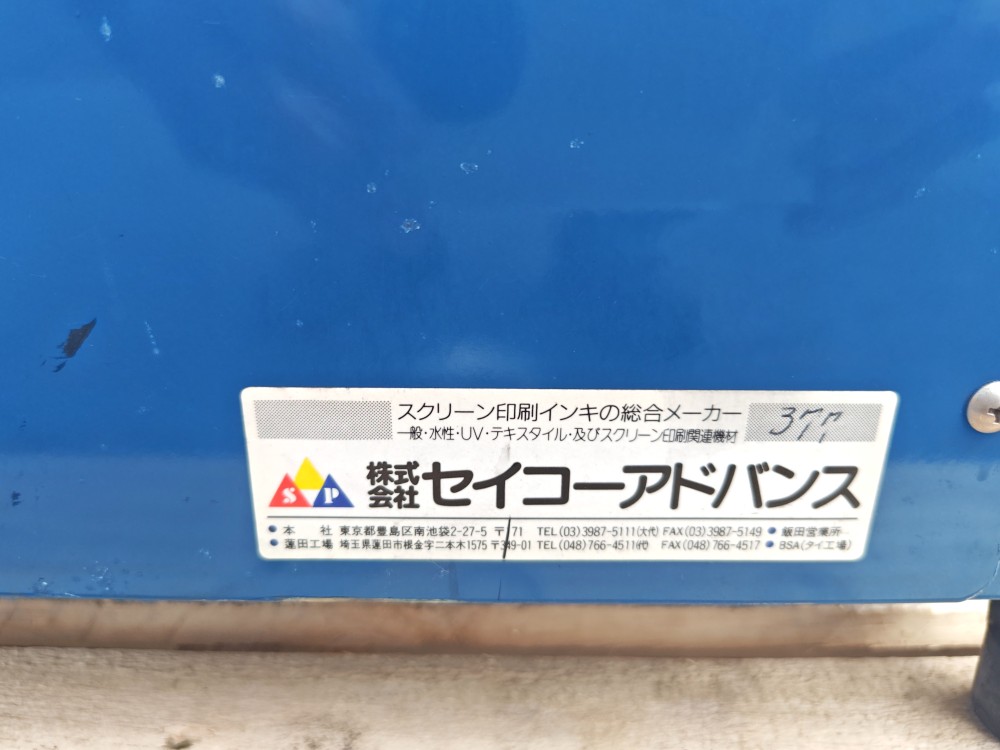 スクリーン印刷インキの総合メーカー
一般・水性・UV・テキスタイル・及びスクリーン印刷関連機材
S P 株式会社 セイコーアドバンス
● 本 社 東京都豊島区南池袋2-27-5 〒171 TEL(03)3987-5111(大代) FAX(03)3987-5149 ● 飯田営業所
● 蓮田工場 埼玉県蓮田市根金字二本木1575 〒349-01 TEL(048)766-4511(代) FAX(048)766-4517 ● BSA(タイ工場)